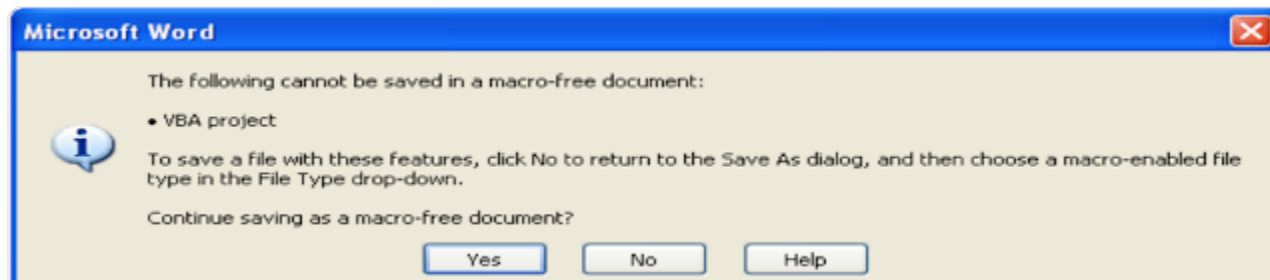 Microsoft Word
The following cannot be saved in a macro-free document:
• VBA project
To save a file with these features, click No to return to the Save As dialog, and then choose a macro-enabled file
type in the File Type drop-down.
Continue saving as a macro-free document?
Yes No Help